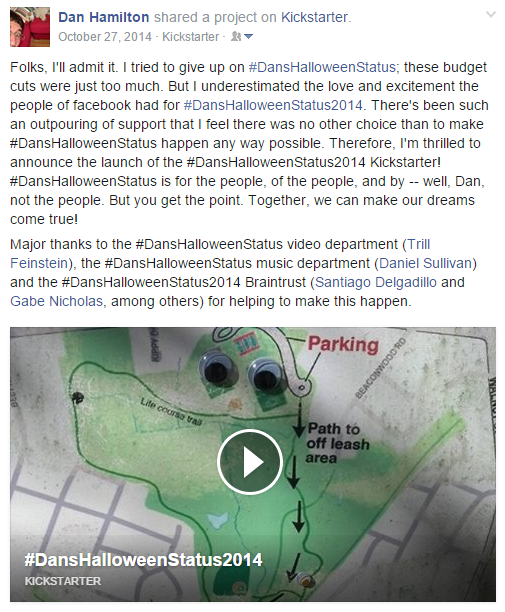 Dan Hamilton shared a project on Kickstarter.
October 27, 2014 · Kickstarter ·
Folks, I'll admit it. I tried to give up on #DansHalloweenStatus; these budget
cuts were just too much. But I underestimated the love and excitement the
people of facebook had for #DansHalloweenStatus2014. There's been such
an outpouring of support that I feel there was no other choice than to make
#DansHalloweenStatus happen any way possible. Therefore, I'm thrilled to
announce the launch of the #DansHalloweenStatus2014 Kickstarter!
#DansHalloweenStatus is for the people, of the people, and by -- well, Dan,
not the people. But you get the point. Together, we can make our dreams
come true!
Major thanks to the #DansHalloweenStatus video department (Trill
Feinstein), the #DansHalloweenStatus music department (Daniel Sullivan)
and the #DansHalloweenStatus2014 Braintrust (Santiago Delgadillo and
Gabe Nicholas, among others) for helping to make this happen.
Parking
BEACONWOOD RD
Life course trail
Path to
off leash
area
#DansHalloweenStatus2014
KICKSTARTER